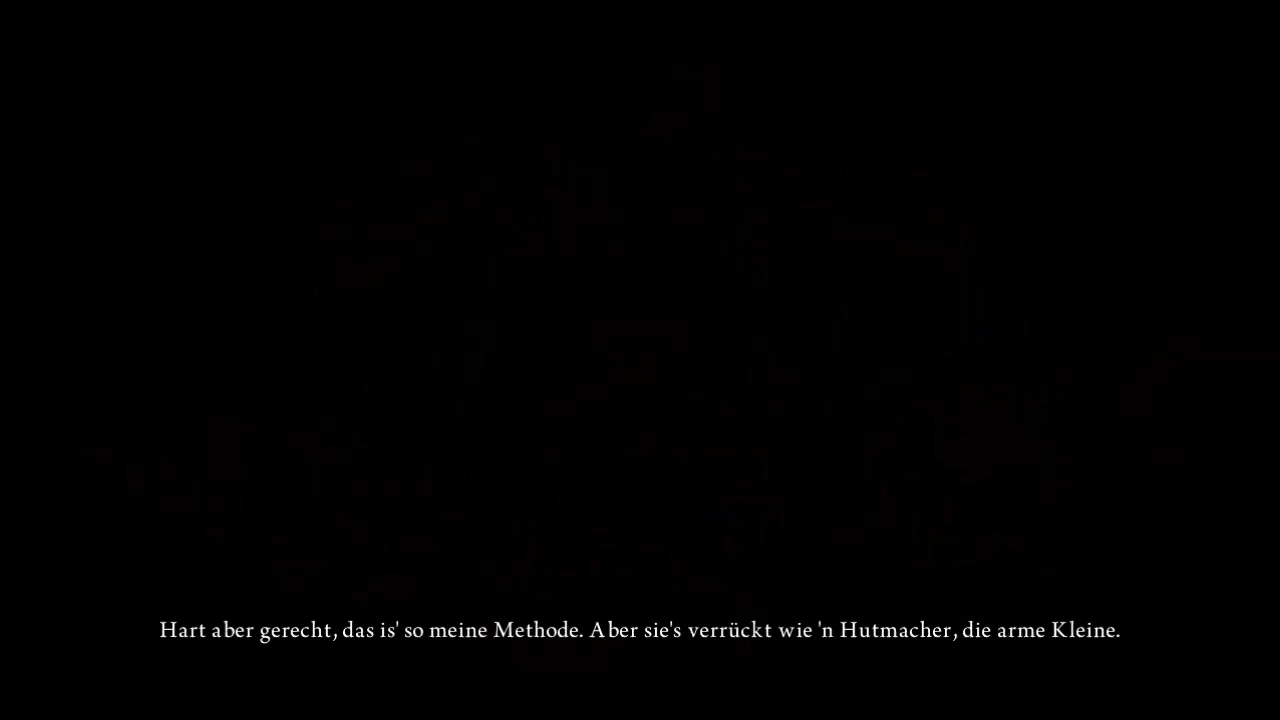 Hart aber gerecht, das is' so meine Methode. Aber sie's verrückt wie 'n Hutmacher, die arme Kleine.